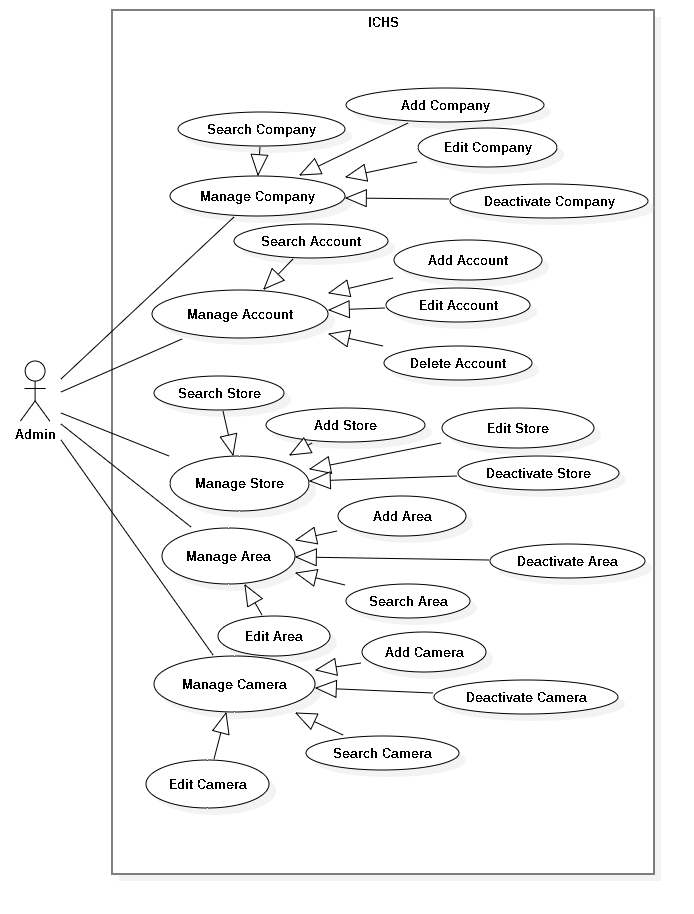 ICHS
Add Company
Search Company
Edit Company
Manage Company
Deactivate Company
Search Account
Add Account
Manage Account
Edit Account
Delete Account
Admin
Search Store
Add Store
Edit Store
Manage Store
Deactivate Store
Add Area
Manage Area
Deactivate Area
Search Area
Edit Area
Add Camera
Manage Camera
Deactivate Camera
Search Camera
Edit Camera